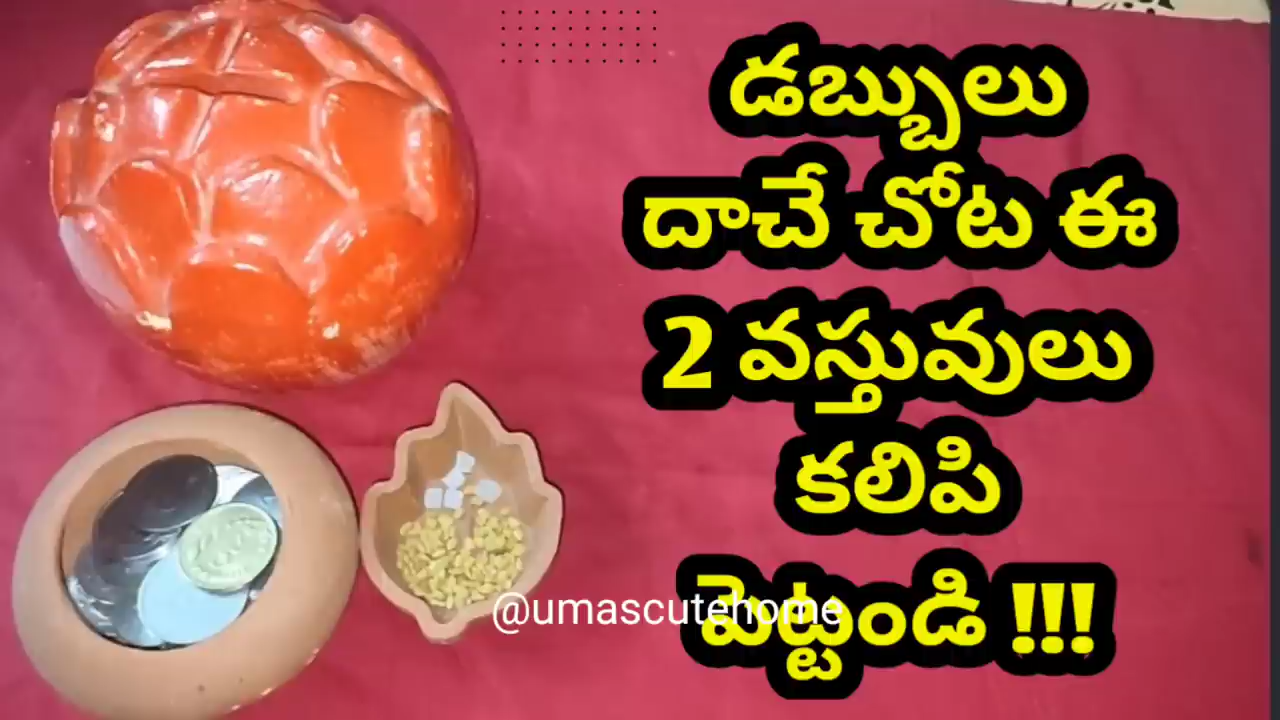 డబ్బులు
దాచే చోట ఈ
2 వస్తువులు
కలిపి
పెట్టండి !!!
@umascutehome